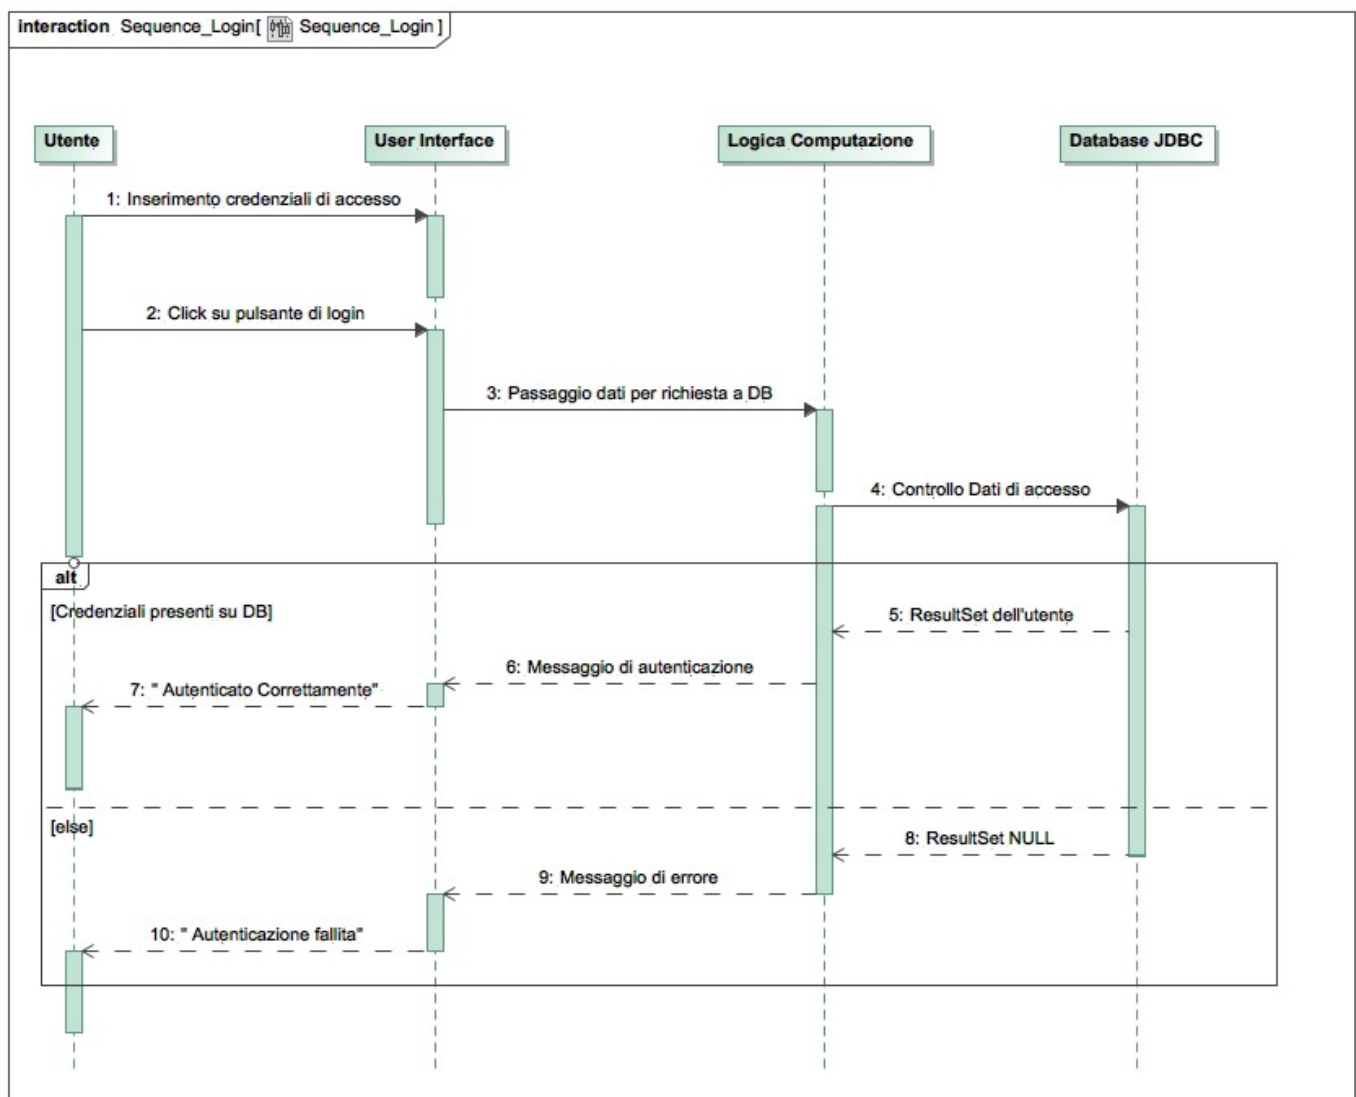 interaction Sequence_Login[ Sequence_Login ]
Utente
User Interface
Logica Computazione
Database JDBC
1: Inserimento credenziali di accesso
2: Click su pulsante di login
3: Passaggio dati per richiesta a DB
4: Controllo Dati di accesso
alt
[Credenziali presenti su DB]
5: ResultSet dell'utente
6: Messaggio di autenticazione
7: " Autenticato Correttamente"
[else]
8: ResultSet NULL
9: Messaggio di errore
10: " Autenticazione fallita"